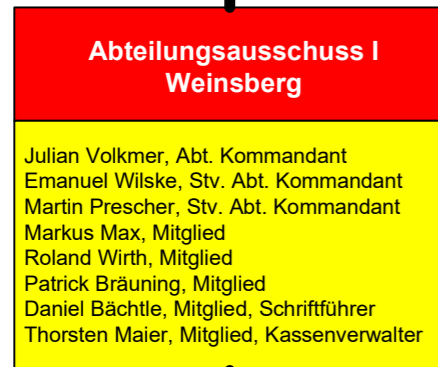 Abteilungsausschuss I
Weinsberg
Julian Volkmer, Abt. Kommandant
Emanuel Wilske, Stv. Abt. Kommandant
Martin Prescher, Stv. Abt. Kommandant
Markus Max, Mitglied
Roland Wirth, Mitglied
Patrick Bräuning, Mitglied
Daniel Bächtle, Mitglied, Schriftführer
Thorsten Maier, Mitglied, Kassenverwalter